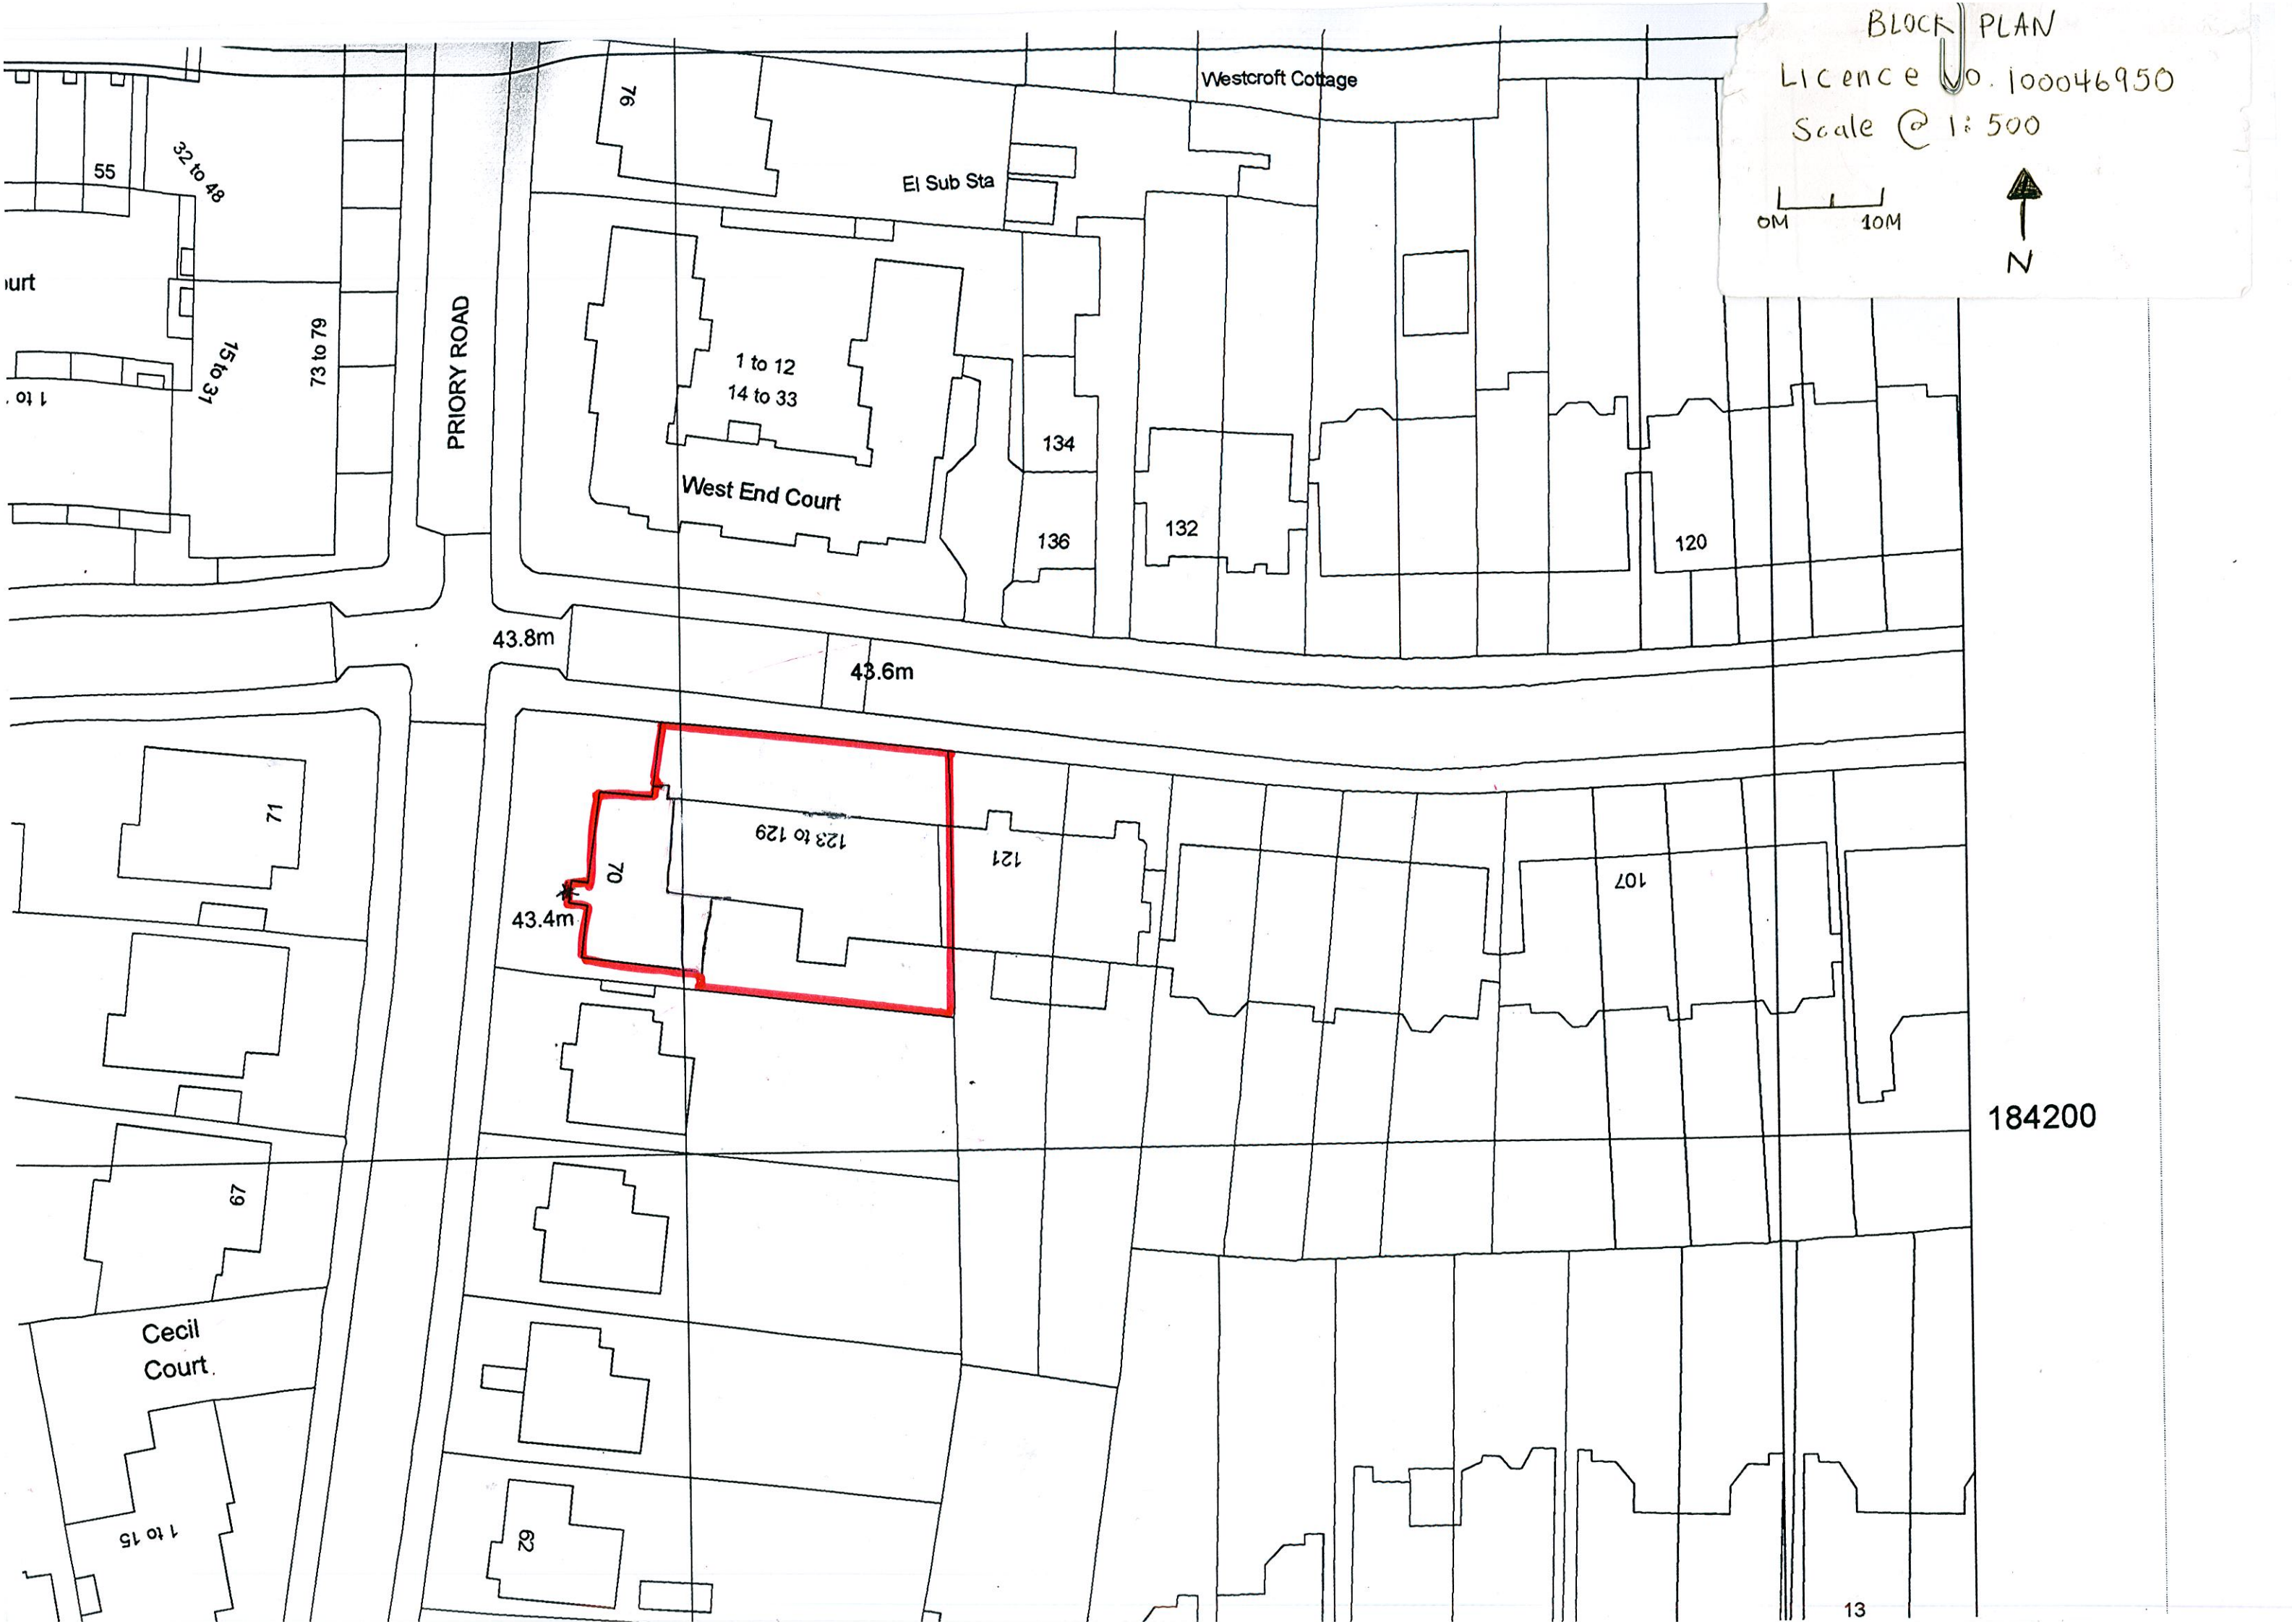 BLOCK PLAN
Licence No. 100046950
Scale @ 1:500
0M 10M
N
Westcroft Cottage
76
El Sub Sta
55
32 to 48
urt
15 to 31
73 to 79
1 to
PRIORY ROAD
1 to 12
14 to 33
West End Court
134
136
132
120
43.8m
43.6m
71
70
123 to 129
121
107
43.4m
184200
67
Cecil
Court
1 to 15
62
13